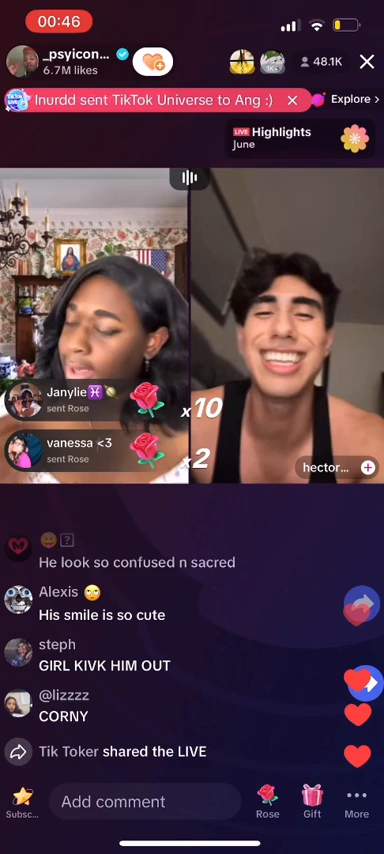 00:46
_psyicon...
6.7M likes
1K+
48.1K
Inurdd sent TikTok Universe to Ang :)
Explore >
LIVE Highlights
June
Janylie♓🪐
sent Rose
x10
vanessa <3
sent Rose
x2
hector...
He look so confused n sacred
Alexis 🙄
His smile is so cute
steph
GIRL KIVK HIM OUT
@lizzzz
CORNY
Tik Toker shared the LIVE
Subsc...
Add comment
Rose
Gift
More